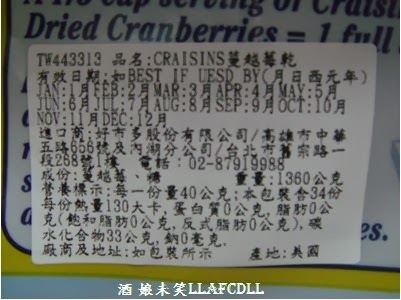 A 1/3 cup serving of Craisins
Dried Cranberries = 1 full s
TW443313 品名:CRAISINS蔓越莓乾
有效日期:如BEST IF UESD BY(月日西元年)
JAN:1月FEB:2月MAR:3月APR:4月MAY:5月
JUN:6月JUL:7月AUG:8月SEP:9月OCT:10月
NOV:11月DEC:12月
進口商:好市多股份有限公司/高雄市中華
五路656號及內湖分公司/台北市舊宗路一
段268號1樓 電話:02-87919988
成份:蔓越莓、糖 重量:1360公克
營養標示:每一份量40公克;本包裝含34份
每份熱量130大卡,蛋白質0公克,脂肪0公
克(飽和脂肪0公克,反式脂肪0公克),碳
水化合物33公克,鈉0毫克.
廠商及地址:如包裝所示 產地:美國
酒娘未笑LLAFCDLL